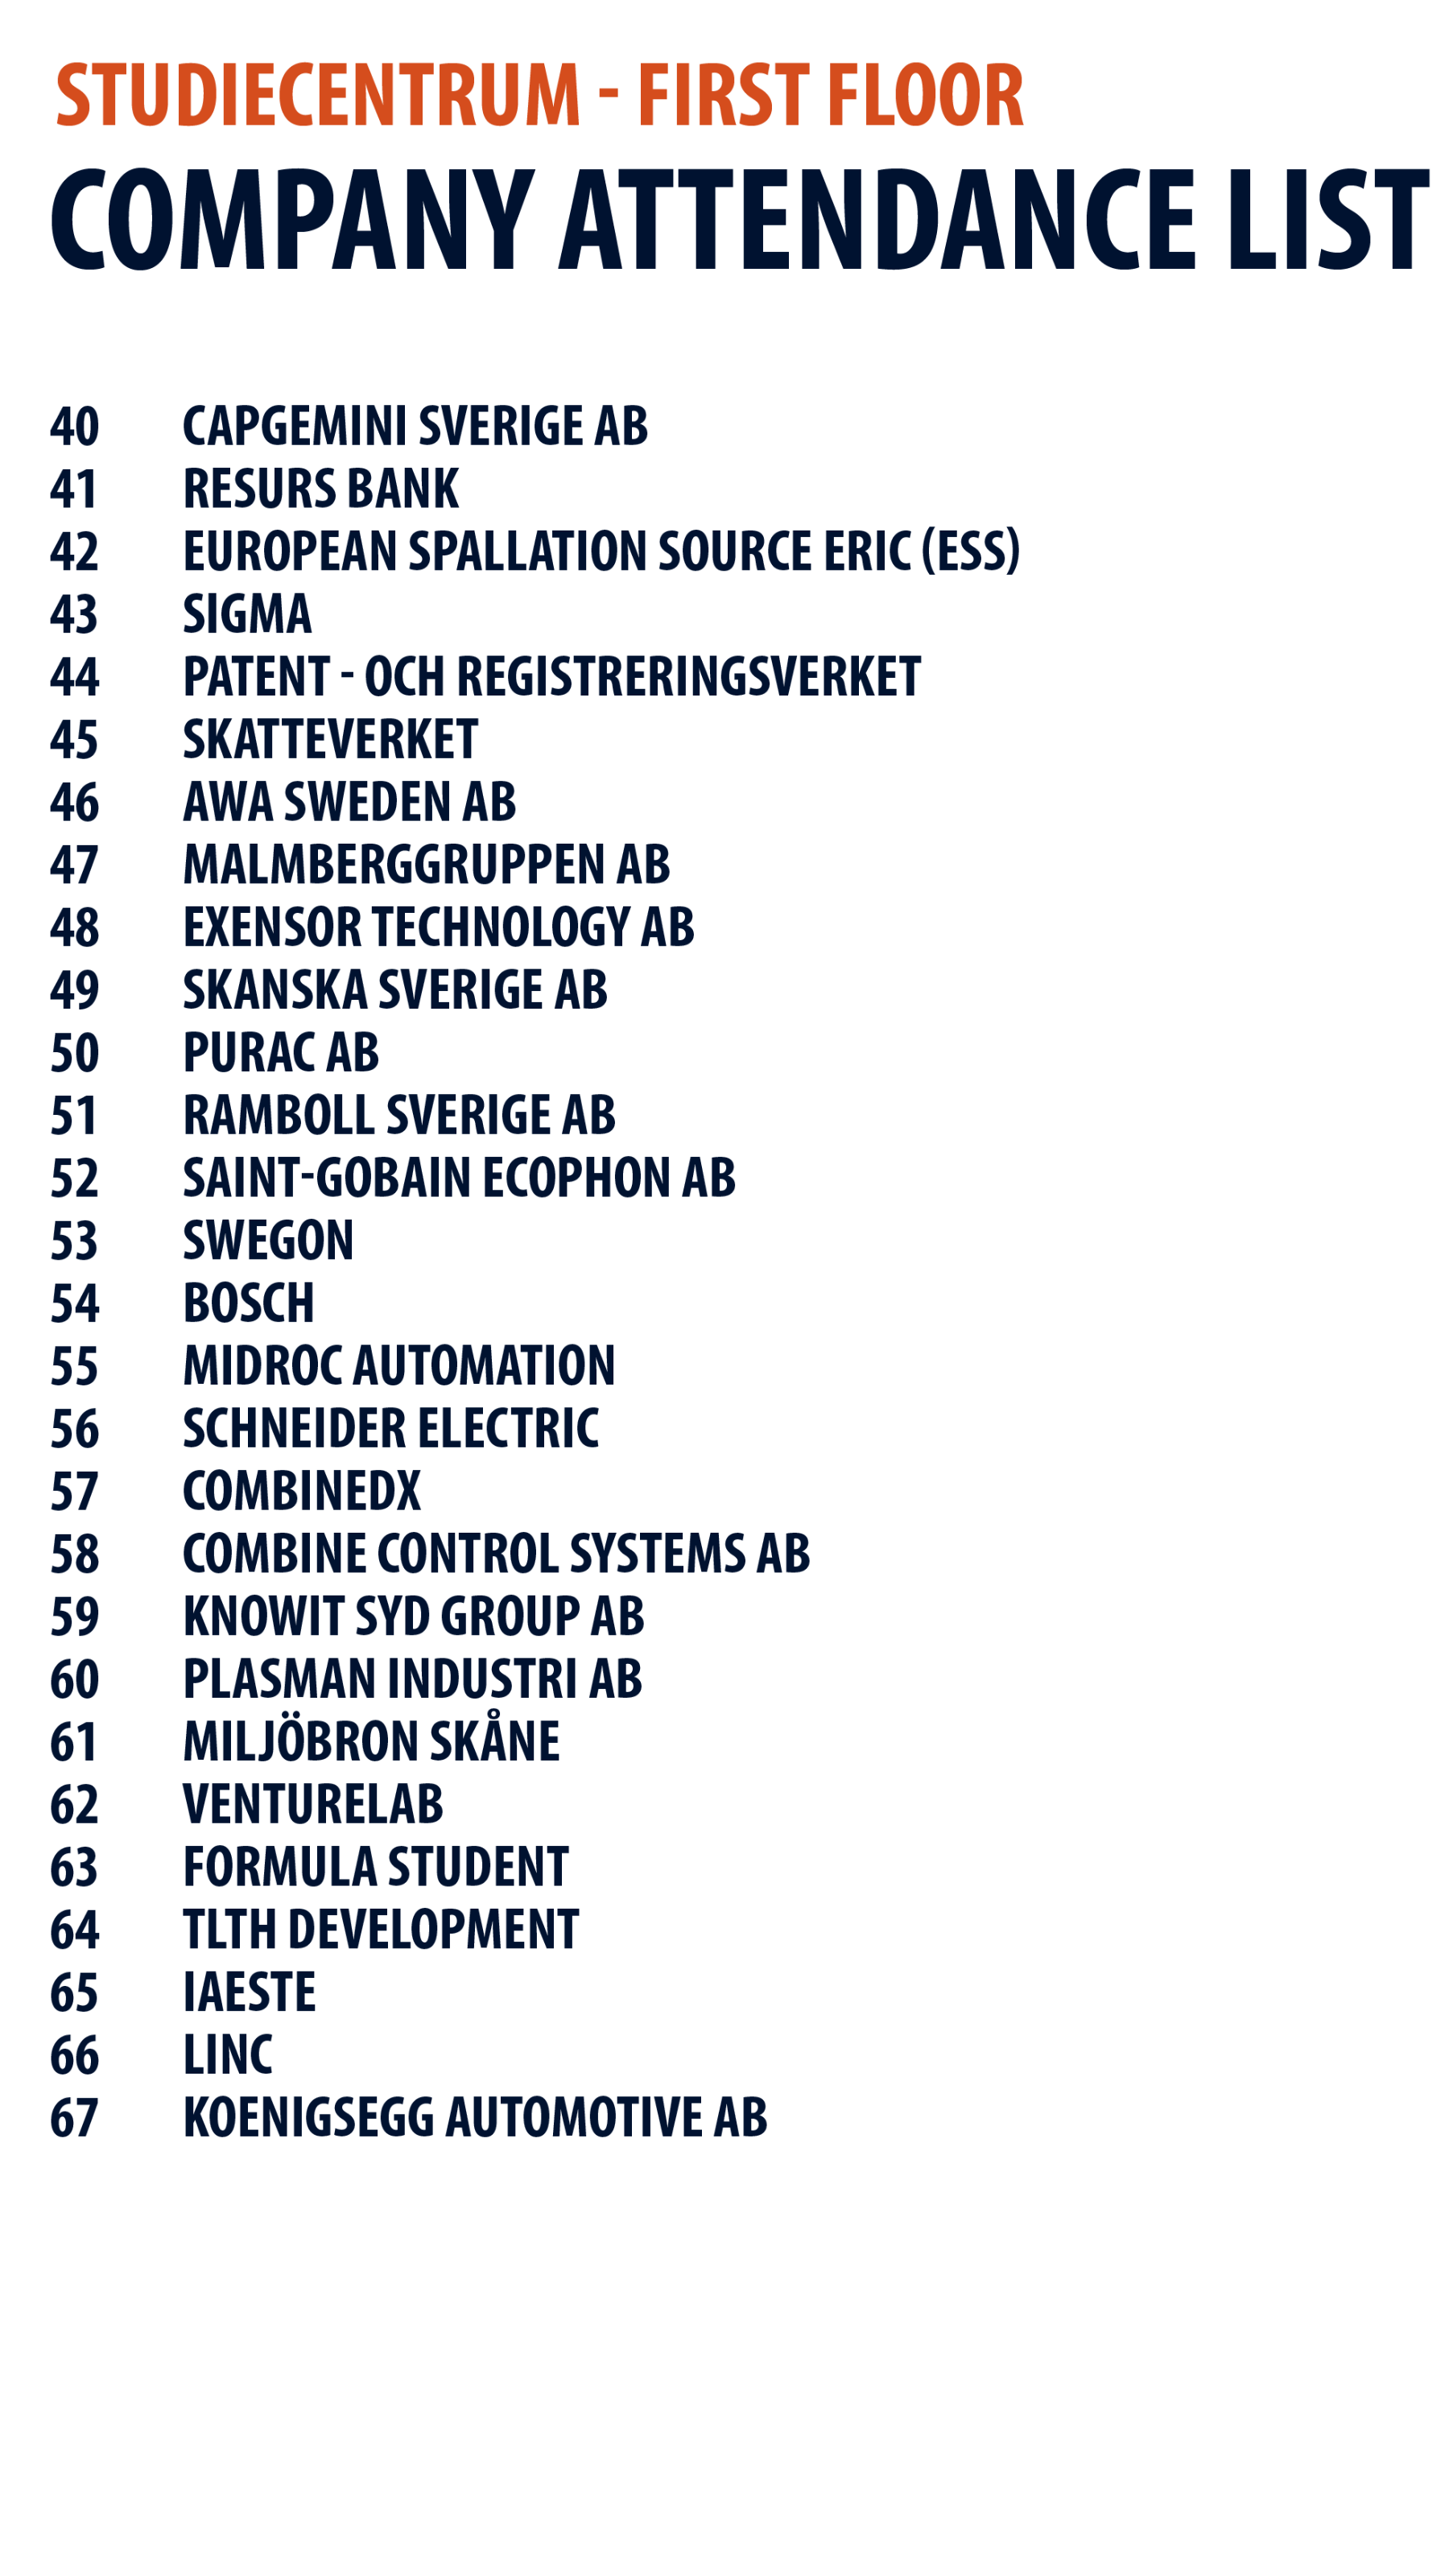 STUDIECENTRUM - FIRST FLOOR
COMPANY ATTENDANCE LIST
40 CAPGEMINI SVERIGE AB
41 RESURS BANK
42 EUROPEAN SPALLATION SOURCE ERIC (ESS)
43 SIGMA
44 PATENT - OCH REGISTRERINGSVERKET
45 SKATTEVERKET
46 AWA SWEDEN AB
47 MALMBERGGRUPPEN AB
48 EXENSOR TECHNOLOGY AB
49 SKANSKA SVERIGE AB
50 PURAC AB
51 RAMBOLL SVERIGE AB
52 SAINT-GOBAIN ECOPHON AB
53 SWEGON
54 BOSCH
55 MIDROC AUTOMATION
56 SCHNEIDER ELECTRIC
57 COMBINEDX
58 COMBINE CONTROL SYSTEMS AB
59 KNOWIT SYD GROUP AB
60 PLASMAN INDUSTRI AB
61 MILJÖBRON SKÅNE
62 VENTURELAB
63 FORMULA STUDENT
64 TLTH DEVELOPMENT
65 IAESTE
66 LINC
67 KOENIGSEGG AUTOMOTIVE AB